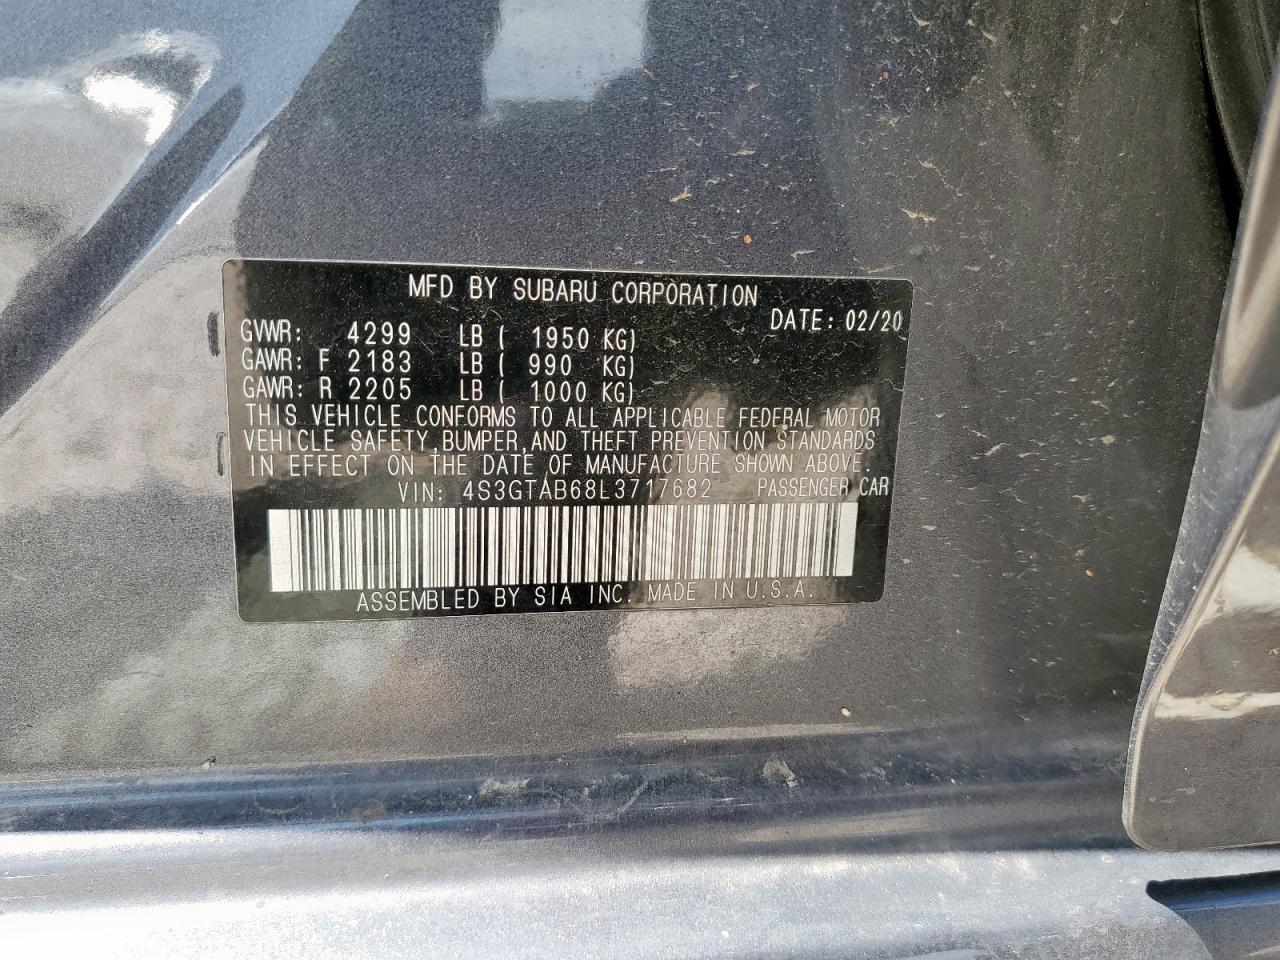 MFD BY SUBARU CORPORATION
DATE: 02/20
GVWR: 4299 LB ( 1950 KG)
GAWR: F 2183 LB ( 990 KG)
GAWR: R 2205 LB ( 1000 KG)
THIS VEHICLE CONFORMS TO ALL APPLICABLE FEDERAL MOTOR
VEHICLE SAFETY, BUMPER, AND THEFT PREVENTION STANDARDS
IN EFFECT ON THE DATE OF MANUFACTURE SHOWN ABOVE.
VIN: 4S3GTAB68L3717682 PASSENGER CAR
ASSEMBLED BY SIA INC. MADE IN U.S.A.